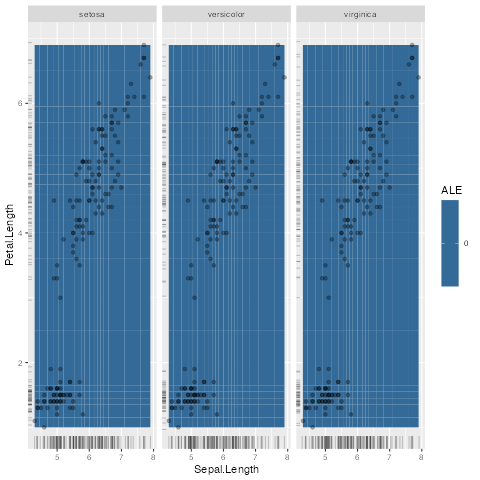 setosa versicolor virginica
Petal.Length
6
4
2
5 6 7 8 5 6 7 8 5 6 7 8
Sepal.Length
ALE
0